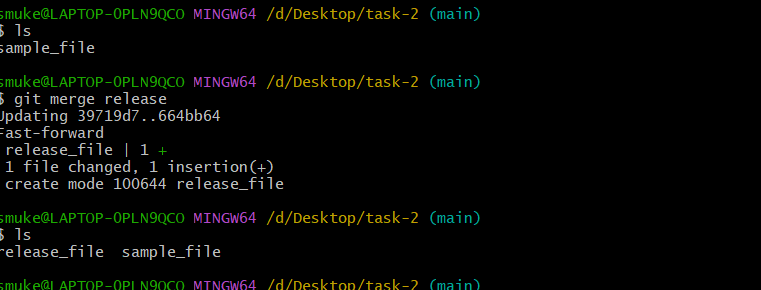 smuke@LAPTOP-0PLN9QCO MINGW64 /d/Desktop/task-2 (main)
$ ls
sample_file
smuke@LAPTOP-0PLN9QCO MINGW64 /d/Desktop/task-2 (main)
$ git merge release
Updating 39719d7..664bb64
Fast-forward
release_file | 1 +
1 file changed, 1 insertion(+)
create mode 100644 release_file
smuke@LAPTOP-0PLN9QCO MINGW64 /d/Desktop/task-2 (main)
$ ls
release_file  sample_file
smuke@LAPTOP-0PLN9QCO MINGW64 /d/Desktop/task-2 (main)